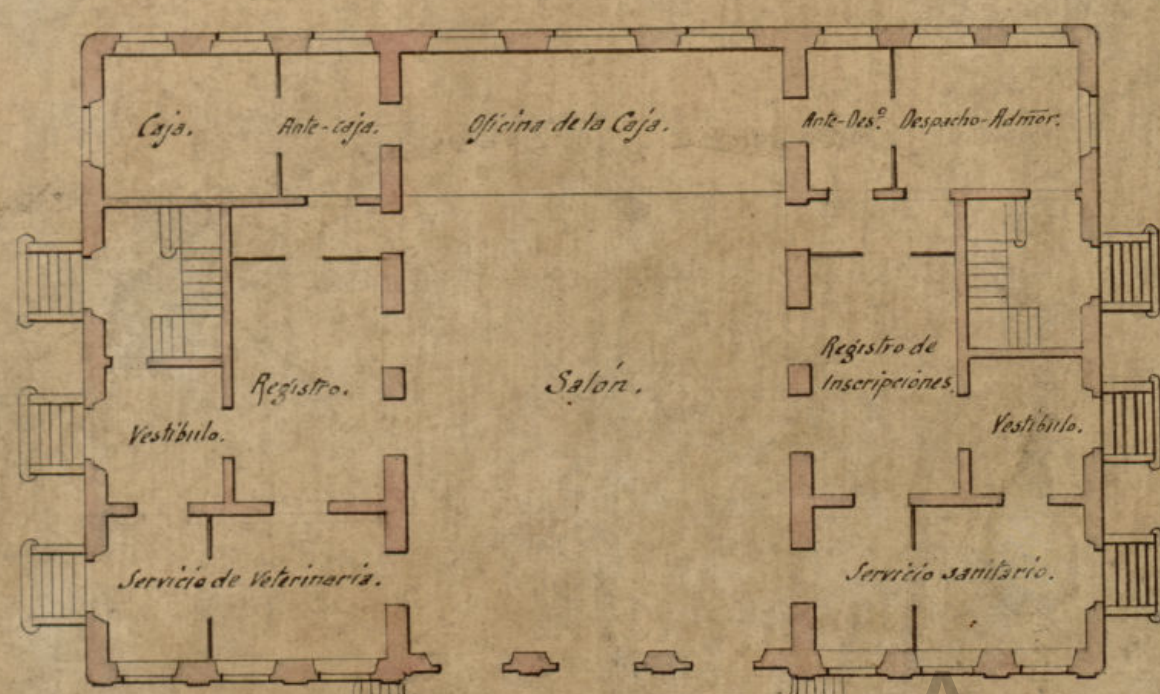 Caja.
Ante-caja.
Oficina de la Caja.
Ante-Des.º
Despacho-Admor.
Registro.
Salón.
Registro de
Inscripciones.
Vestíbulo.
Vestíbulo.
Servicio de Veterinaria.
Servicio sanitario.